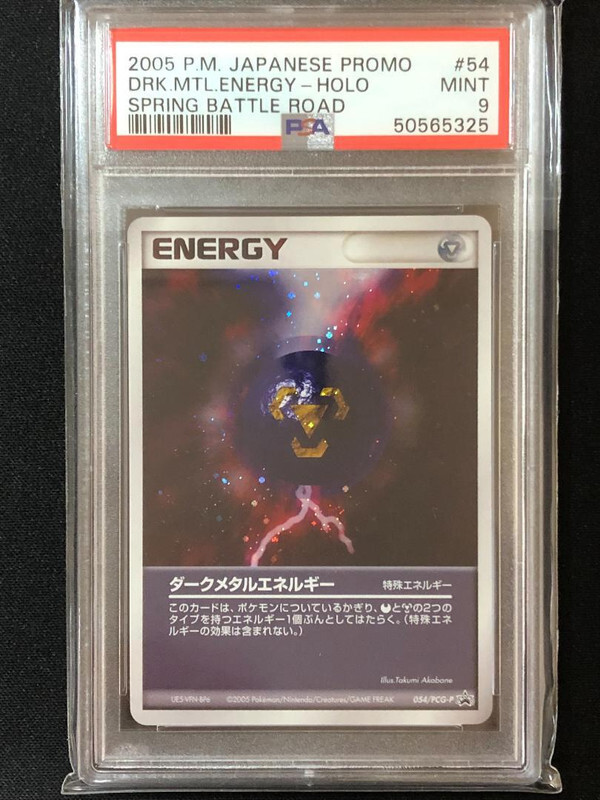 2005 P.M. JAPANESE PROMO #54
DRK.MTL.ENERGY – HOLO MINT
SPRING BATTLE ROAD 9
PSA 50565325
ENERGY
ダークメタルエネルギー 特殊エネルギー
このカードは、ポケモンについているかぎり、と の2つの
タイプを持つエネルギー1個ぶんとしてはたらく。(特殊エネ
ルギーの効果は含まれない。)
Illus. Takumi Akabane
©2005 Pokémon/Nintendo/Creatures/GAME FREAK 054/PCG-P